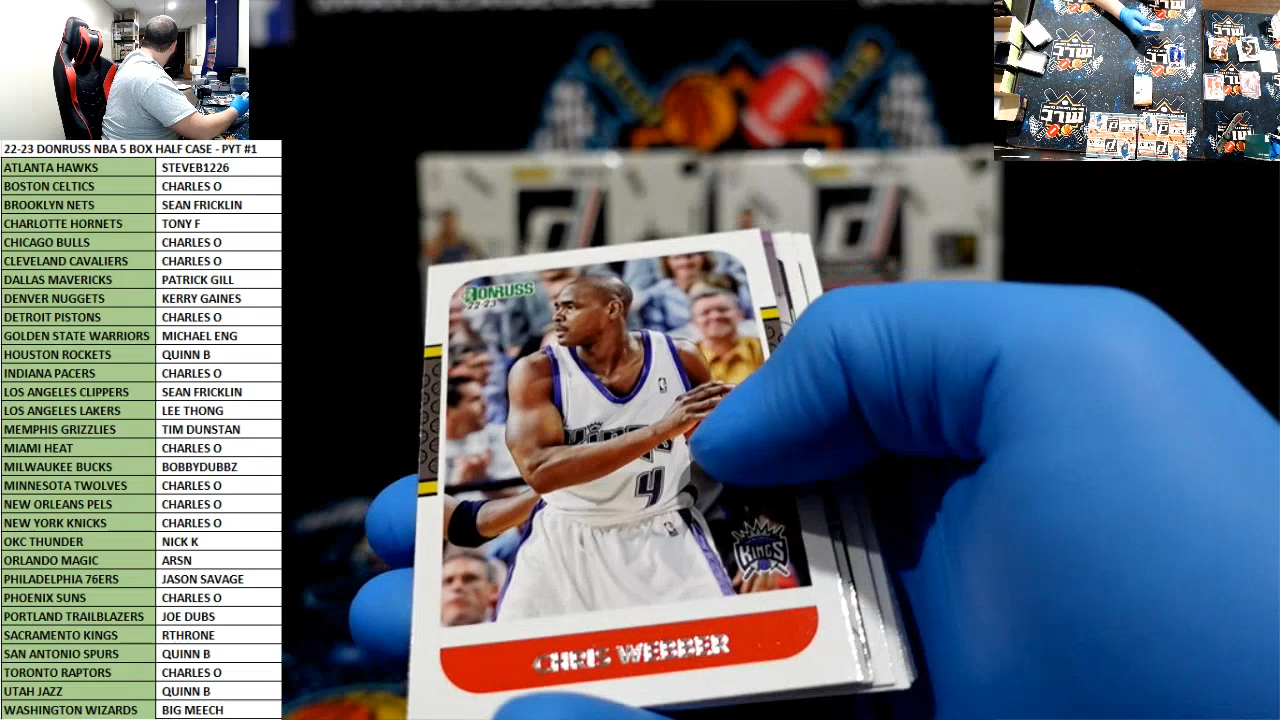 22-23 DONRUSS NBA 5 BOX HALF CASE - PYT #1
ATLANTA HAWKS STEVEB1226
BOSTON CELTICS CHARLES O
BROOKLYN NETS SEAN FRICKLIN
CHARLOTTE HORNETS TONY F
CHICAGO BULLS CHARLES O
CLEVELAND CAVALIERS CHARLES O
DALLAS MAVERICKS PATRICK GILL
DENVER NUGGETS KERRY GAINES
DETROIT PISTONS CHARLES O
GOLDEN STATE WARRIORS MICHAEL ENG
HOUSTON ROCKETS QUINN B
INDIANA PACERS CHARLES O
LOS ANGELES CLIPPERS SEAN FRICKLIN
LOS ANGELES LAKERS LEE THONG
MEMPHIS GRIZZLIES TIM DUNSTAN
MIAMI HEAT CHARLES O
MILWAUKEE BUCKS BOBBYDUBBZ
MINNESOTA TWOLVES CHARLES O
NEW ORLEANS PELS CHARLES O
NEW YORK KNICKS CHARLES O
OKC THUNDER NICK K
ORLANDO MAGIC ARSN
PHILADELPHIA 76ERS JASON SAVAGE
PHOENIX SUNS CHARLES O
PORTLAND TRAILBLAZERS JOE DUBS
SACRAMENTO KINGS RTHRONE
SAN ANTONIO SPURS QUINN B
TORONTO RAPTORS CHARLES O
UTAH JAZZ QUINN B
WASHINGTON WIZARDS BIG MEECH
DONRUSS
22-23
KINGS
4
KINGS
CHRIS WEBBER